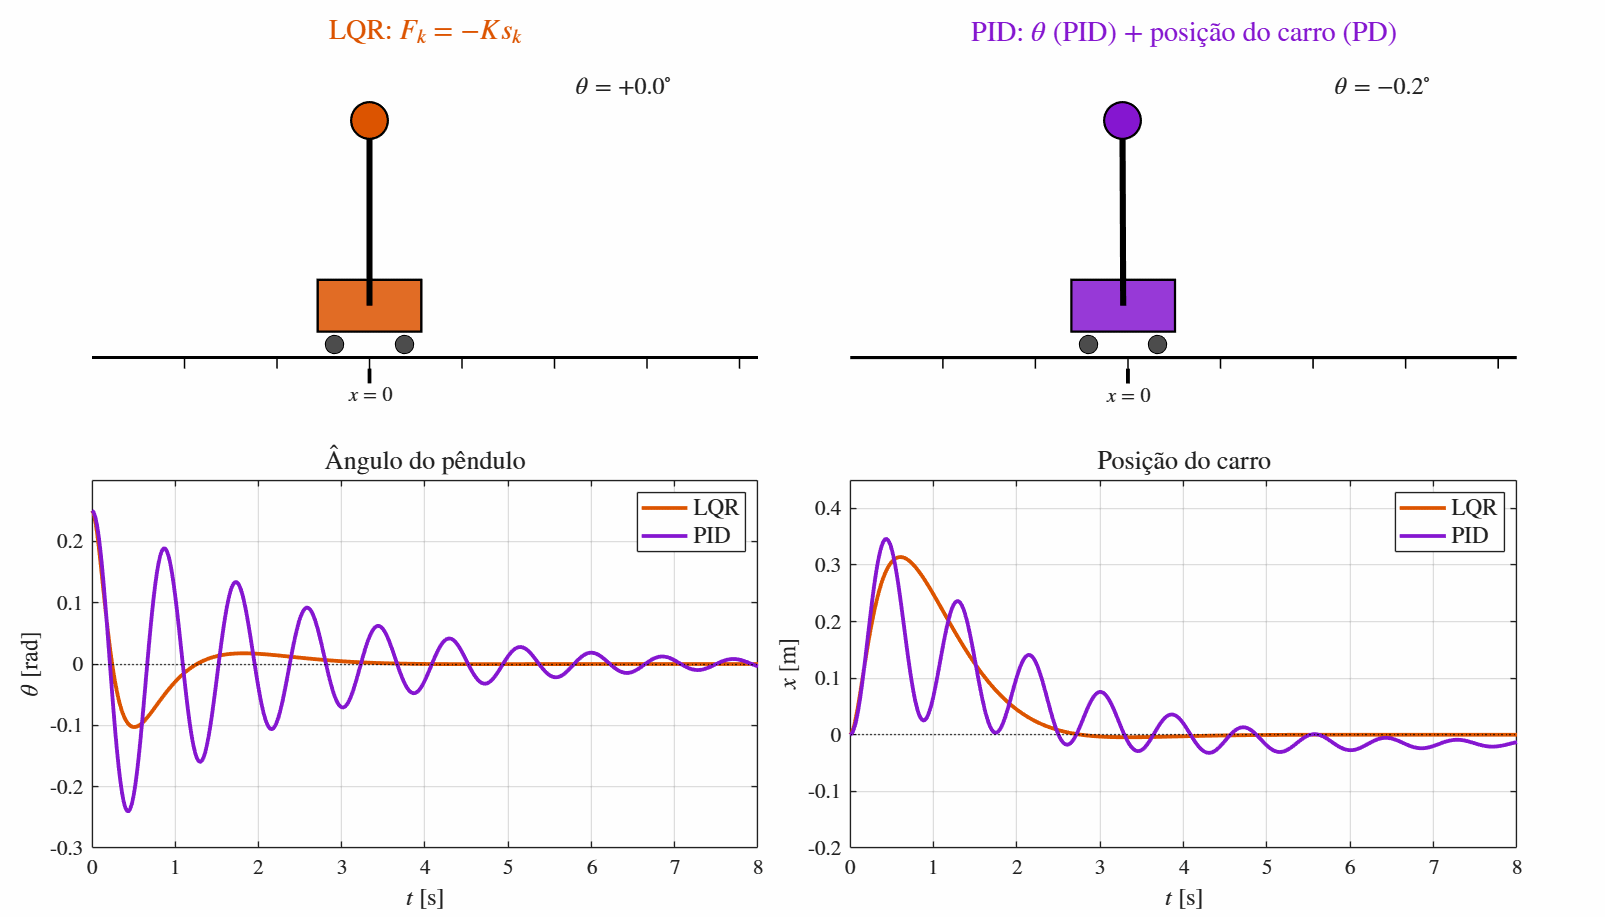 LQR: Fₖ = −Ksₖ
PID: θ (PID) + posição do carro (PD)
θ = +0.0°
θ = −0.2°
x = 0
x = 0
Ângulo do pêndulo
θ [rad]
0.2
0.1
0
-0.1
-0.2
-0.3
0 1 2 3 4 5 6 7 8
t [s]
LQR
PID
Posição do carro
x [m]
0.4
0.3
0.2
0.1
0
-0.1
-0.2
0 1 2 3 4 5 6 7 8
t [s]
LQR
PID